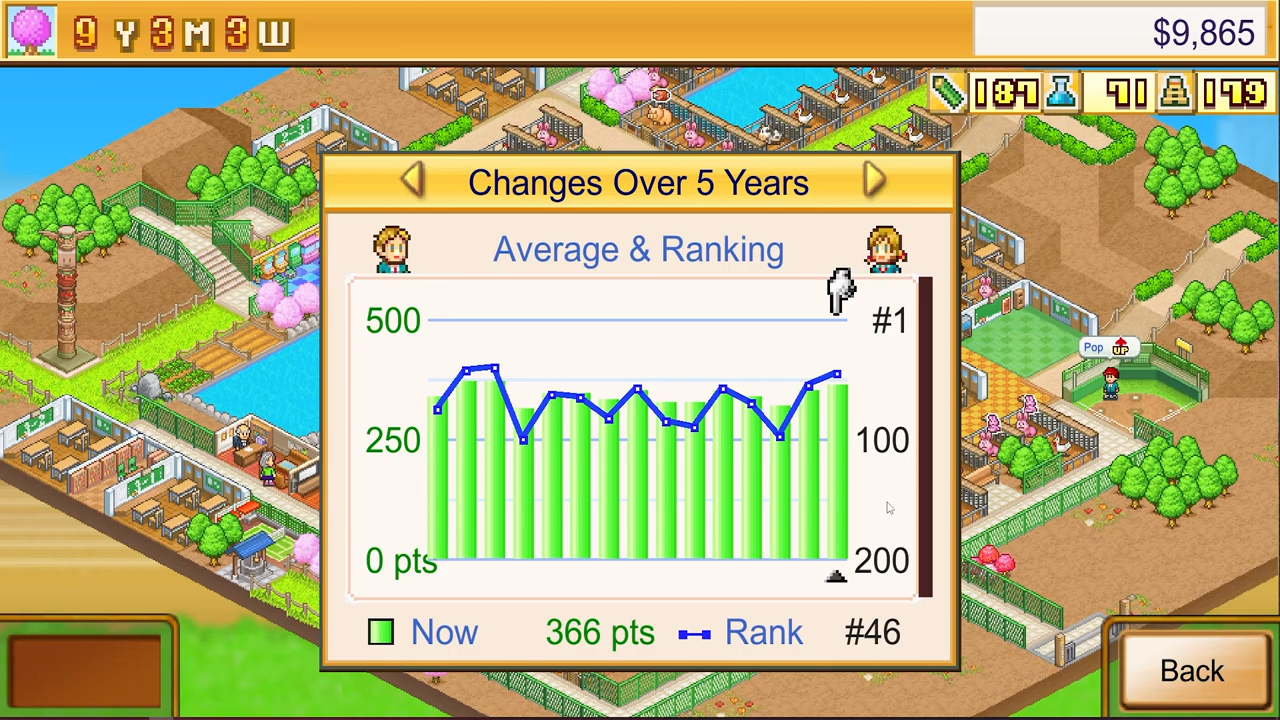 9 Y 3 M 3 W
$9,865
187 71 179
Changes Over 5 Years
Average & Ranking
500 #1
250 100
0 pts 200
Now 366 pts Rank #46
Pop UP
Back